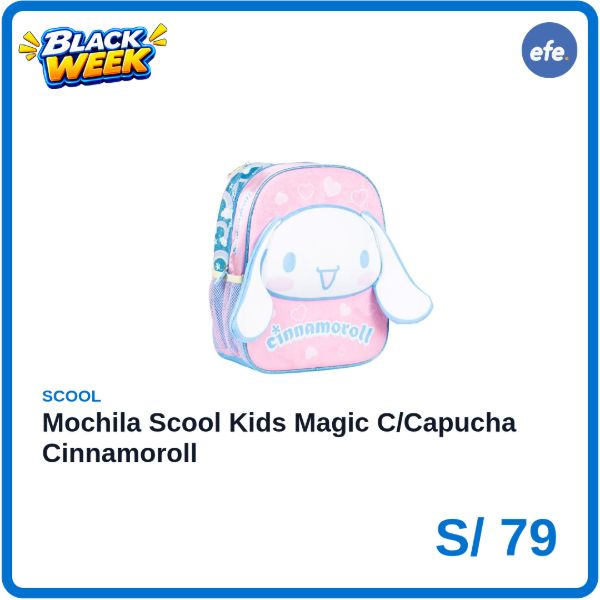 BLACK
WEEK
efe.
cinnamoroll
SCOOL
Mochila Scool Kids Magic C/Capucha
Cinnamoroll
S/ 79